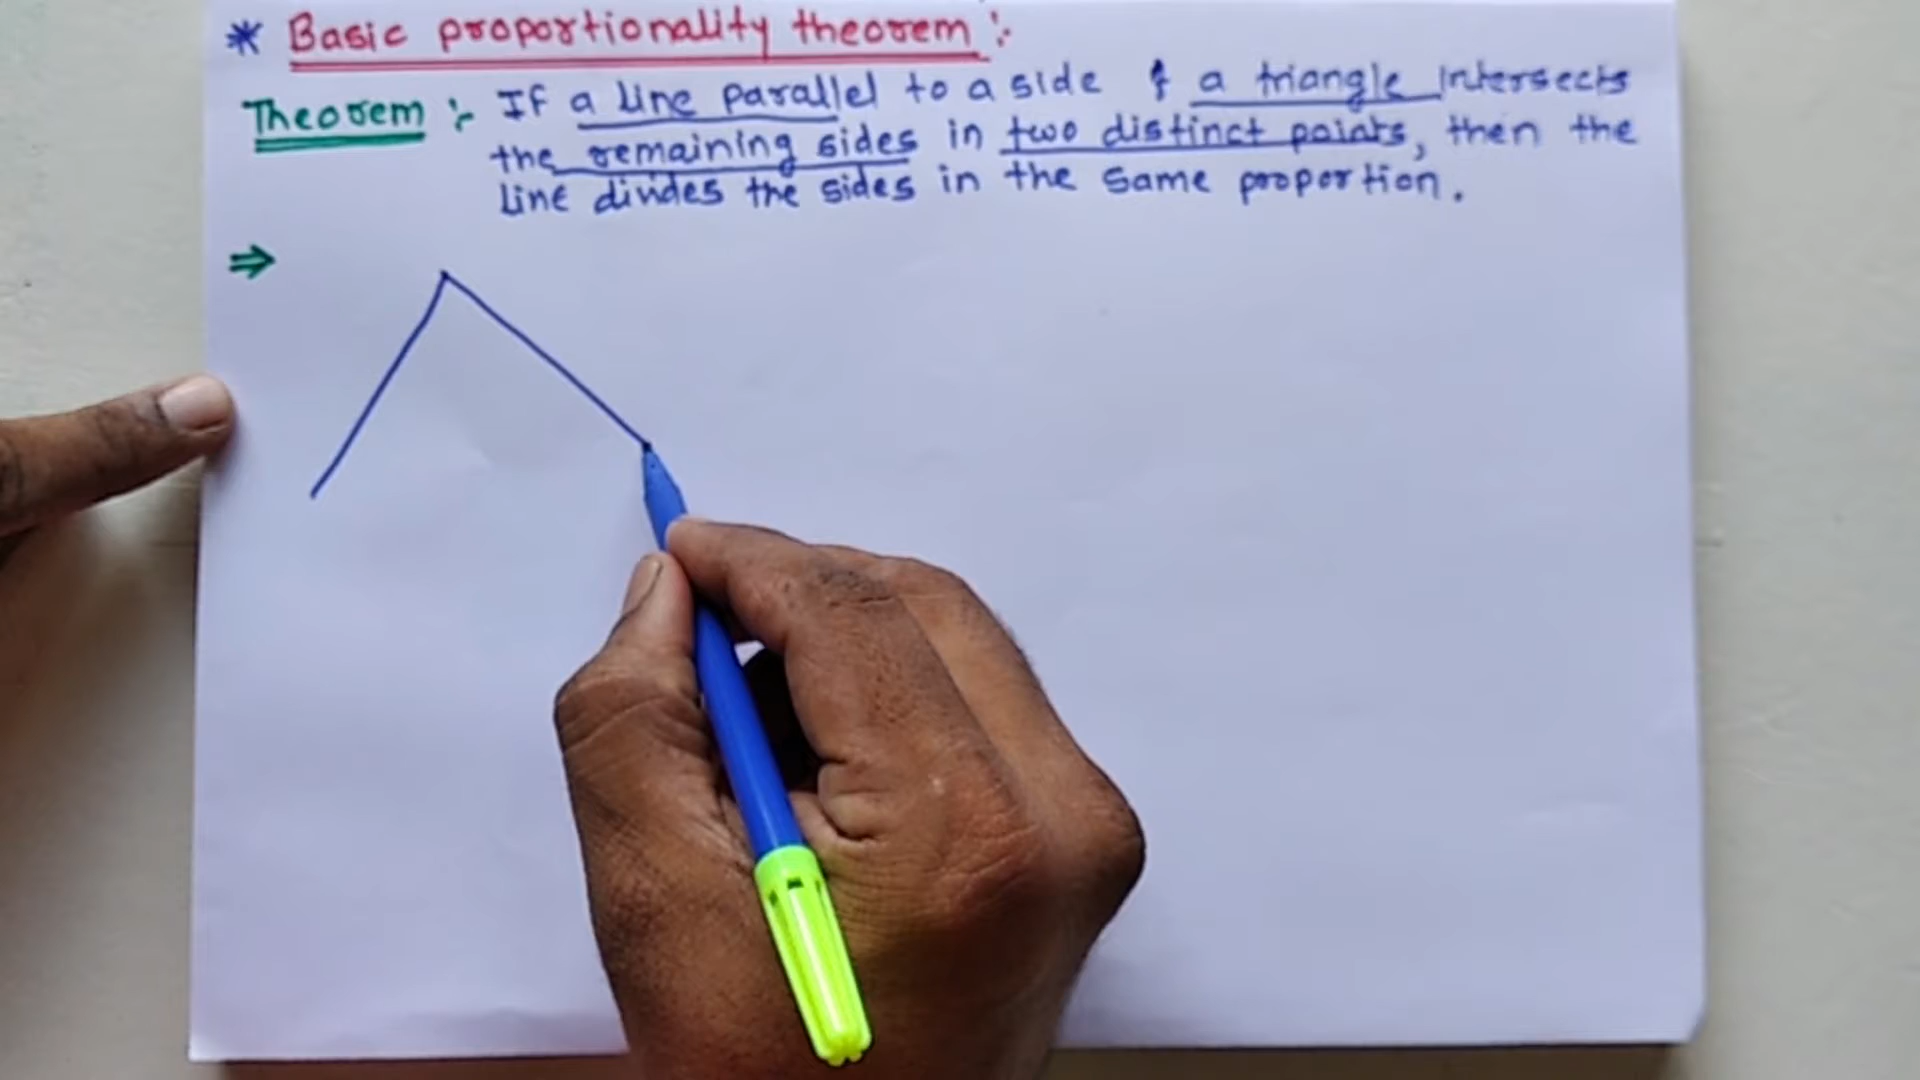 * Basic proportionality theorem :-
Theorem :- If a line parallel to a side of a triangle intersects
the remaining sides in two distinct points, then the
line divides the sides in the same proportion.
⇒